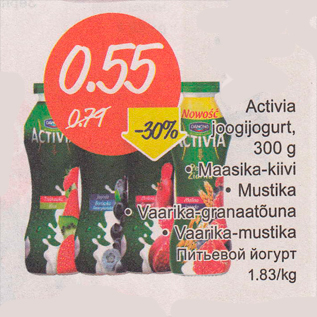 0.55
0.79
-30%
Nowość
DANONE
ACTIVIA
Activia
joogijogurt,
300 g
• Maasika-kiivi
• Mustika
• Vaarika-granaatõuna
• Vaarika-mustika
Питьевой йогурт
1.83/kg